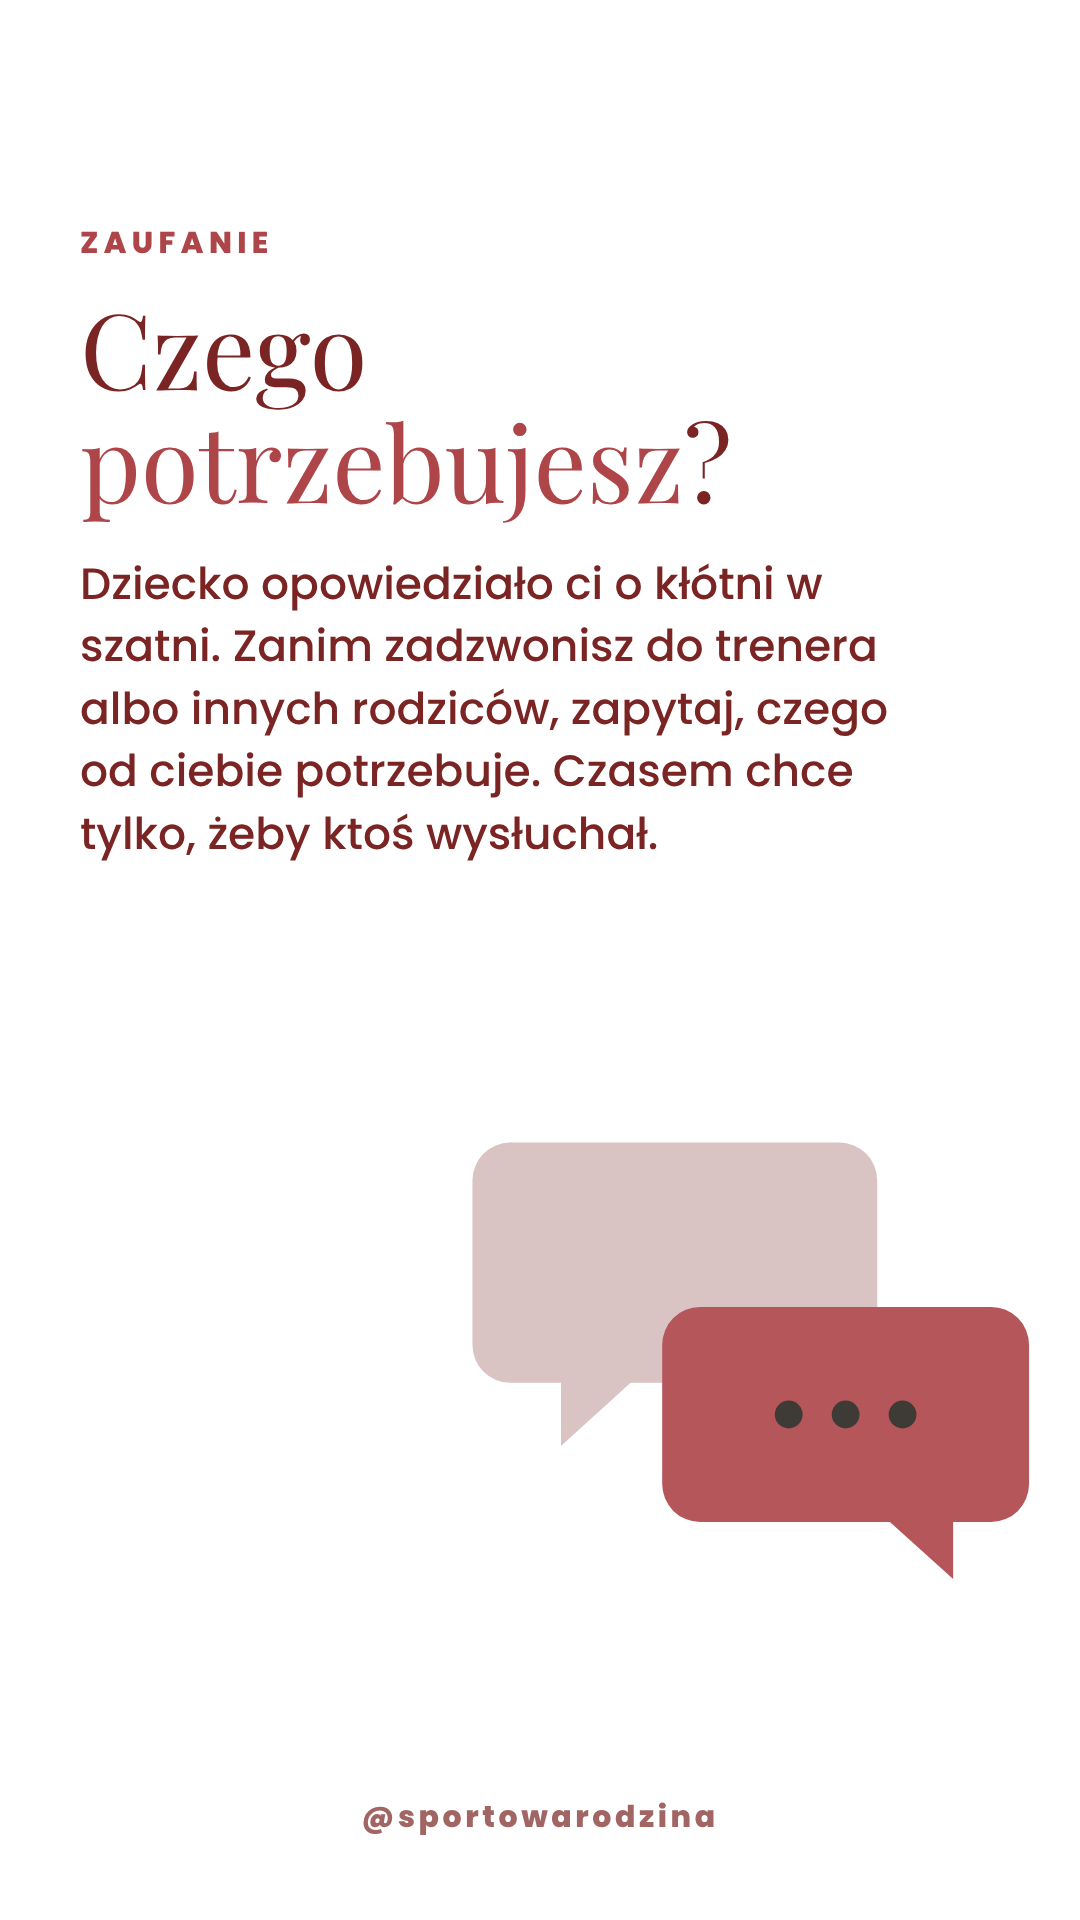 ZAUFANIE
Czego
potrzebujesz?
Dziecko opowiedziało ci o kłótni w
szatni. Zanim zadzwonisz do trenera
albo innych rodziców, zapytaj, czego
od ciebie potrzebuje. Czasem chce
tylko, żeby ktoś wysłuchał.
@sportowarodzina